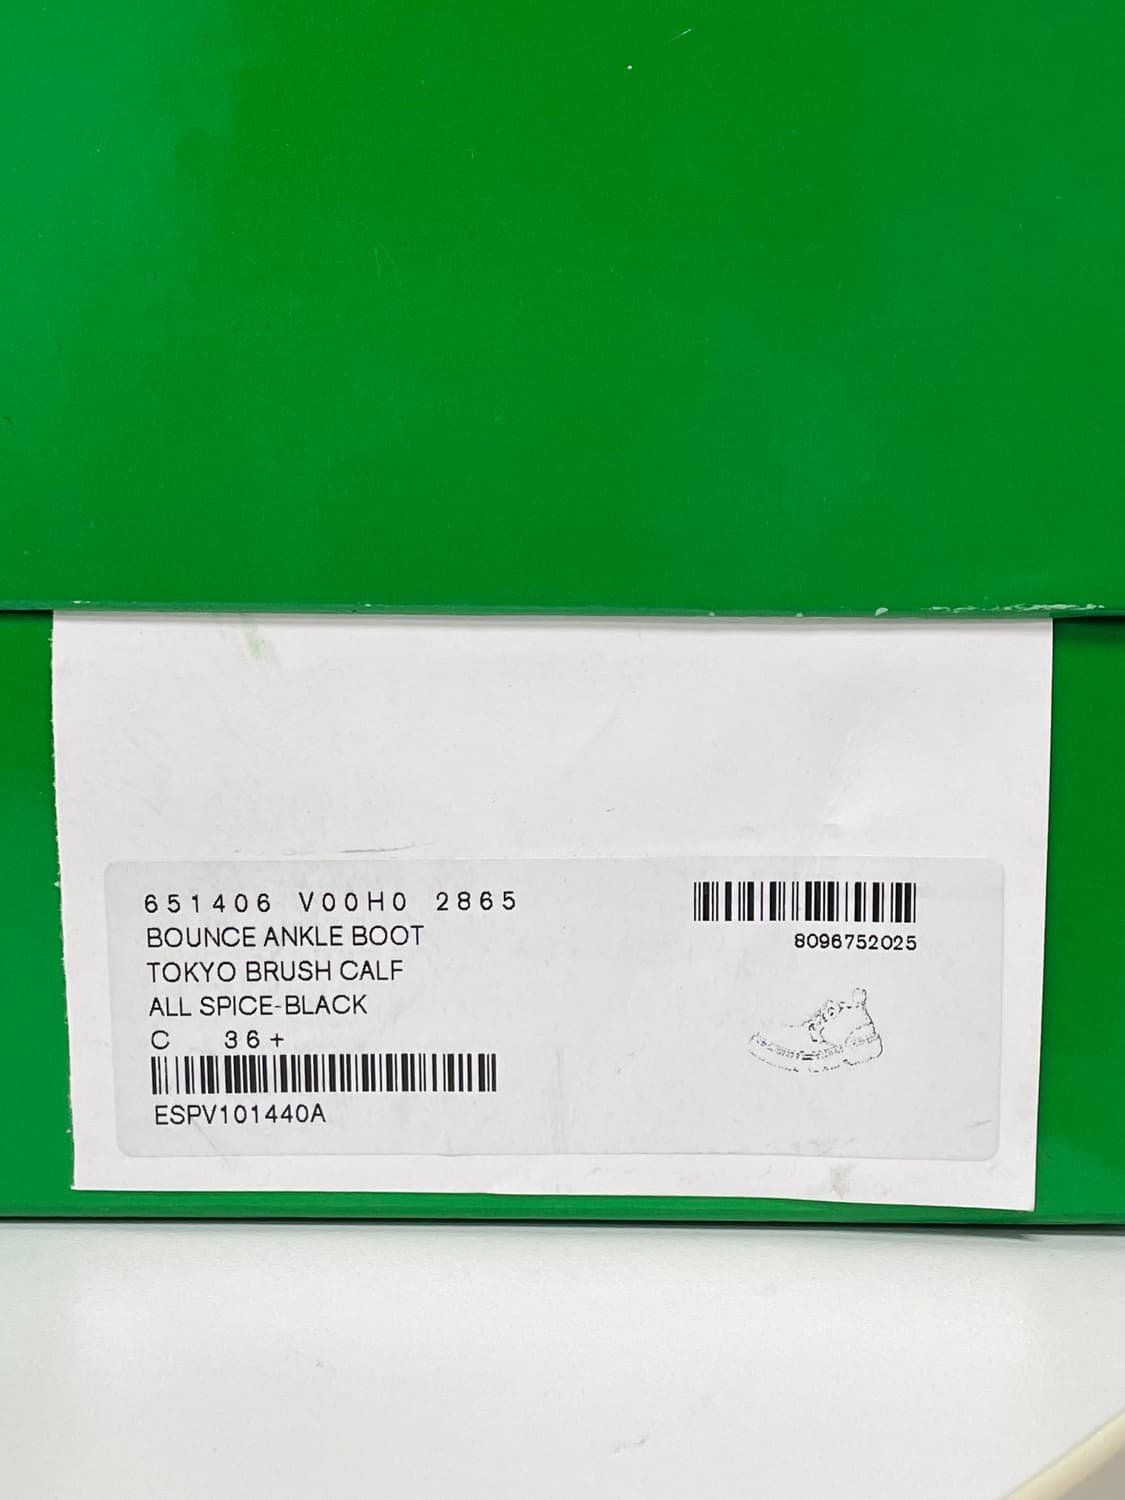 651406 V00H0 2865
BOUNCE ANKLE BOOT
TOKYO BRUSH CALF
ALL SPICE-BLACK
C 36+
ESPV101440A
8096752025